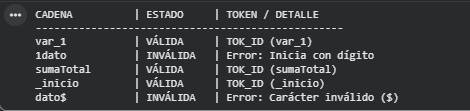 CADENA | ESTADO | TOKEN / DETALLE
------------------------------------------------
var_1 | VÁLIDA | TOK_ID (var_1)
1dato | INVÁLIDA | Error: Inicia con dígito
sumaTotal | VÁLIDA | TOK_ID (sumaTotal)
_inicio | VÁLIDA | TOK_ID (_inicio)
dato$ | INVÁLIDA | Error: Carácter inválido ($)